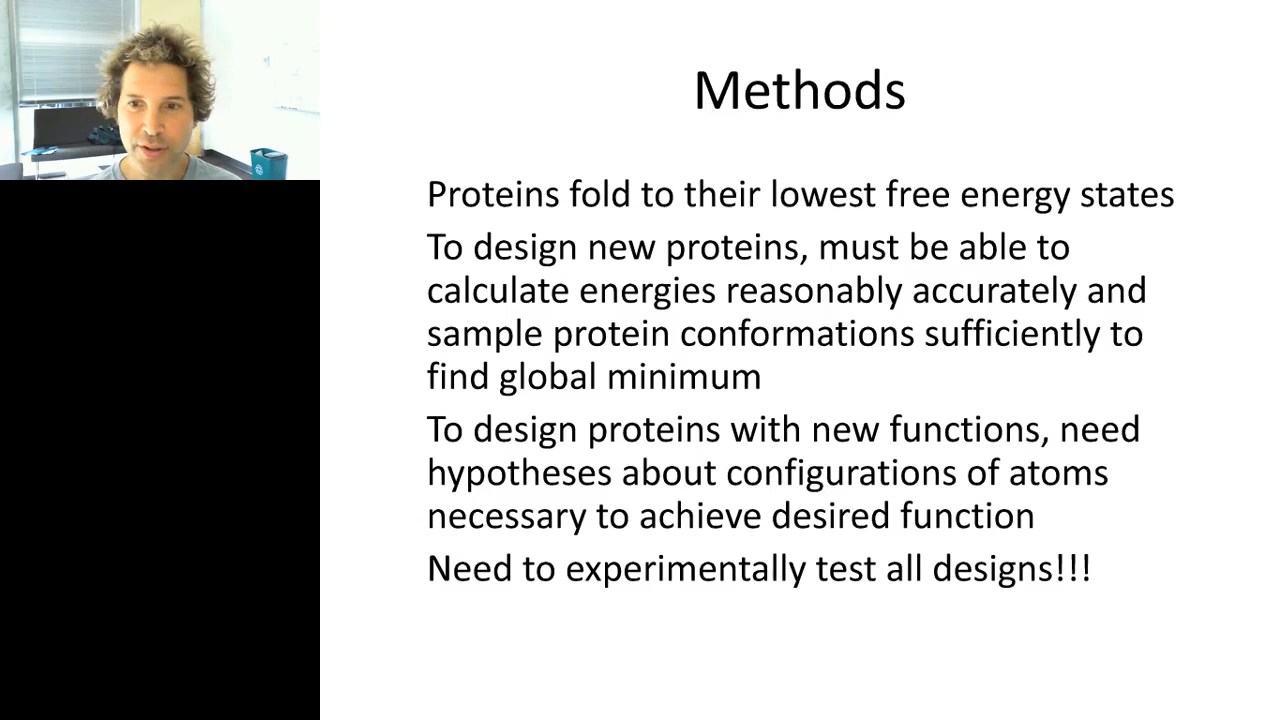 Methods
Proteins fold to their lowest free energy states
To design new proteins, must be able to
calculate energies reasonably accurately and
sample protein conformations sufficiently to
find global minimum
To design proteins with new functions, need
hypotheses about configurations of atoms
necessary to achieve desired function
Need to experimentally test all designs!!!